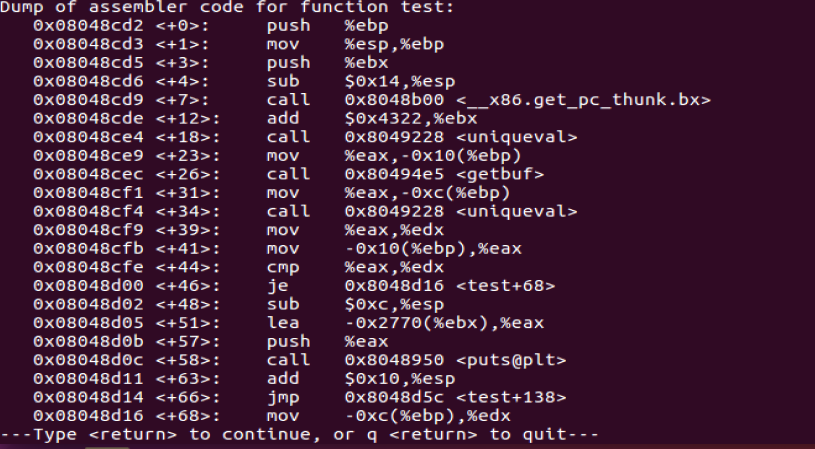 Dump of assembler code for function test:
   0x08048cd2 <+0>:     push   %ebp
   0x08048cd3 <+1>:     mov    %esp,%ebp
   0x08048cd5 <+3>:     push   %ebx
   0x08048cd6 <+4>:     sub    $0x14,%esp
   0x08048cd9 <+7>:     call   0x8048b00 <__x86.get_pc_thunk.bx>
   0x08048cde <+12>:    add    $0x4322,%ebx
   0x08048ce4 <+18>:    call   0x8049228 <uniqueval>
   0x08048ce9 <+23>:    mov    %eax,-0x10(%ebp)
   0x08048cec <+26>:    call   0x80494e5 <getbuf>
   0x08048cf1 <+31>:    mov    %eax,-0xc(%ebp)
   0x08048cf4 <+34>:    call   0x8049228 <uniqueval>
   0x08048cf9 <+39>:    mov    %eax,%edx
   0x08048cfb <+41>:    mov    -0x10(%ebp),%eax
   0x08048cfe <+44>:    cmp    %eax,%edx
   0x08048d00 <+46>:    je     0x8048d16 <test+68>
   0x08048d02 <+48>:    sub    $0xc,%esp
   0x08048d05 <+51>:    lea    -0x2770(%ebx),%eax
   0x08048d0b <+57>:    push   %eax
   0x08048d0c <+58>:    call   0x8048950 <puts@plt>
   0x08048d11 <+63>:    add    $0x10,%esp
   0x08048d14 <+66>:    jmp    0x8048d5c <test+138>
   0x08048d16 <+68>:    mov    -0xc(%ebp),%edx
---Type <return> to continue, or q <return> to quit---